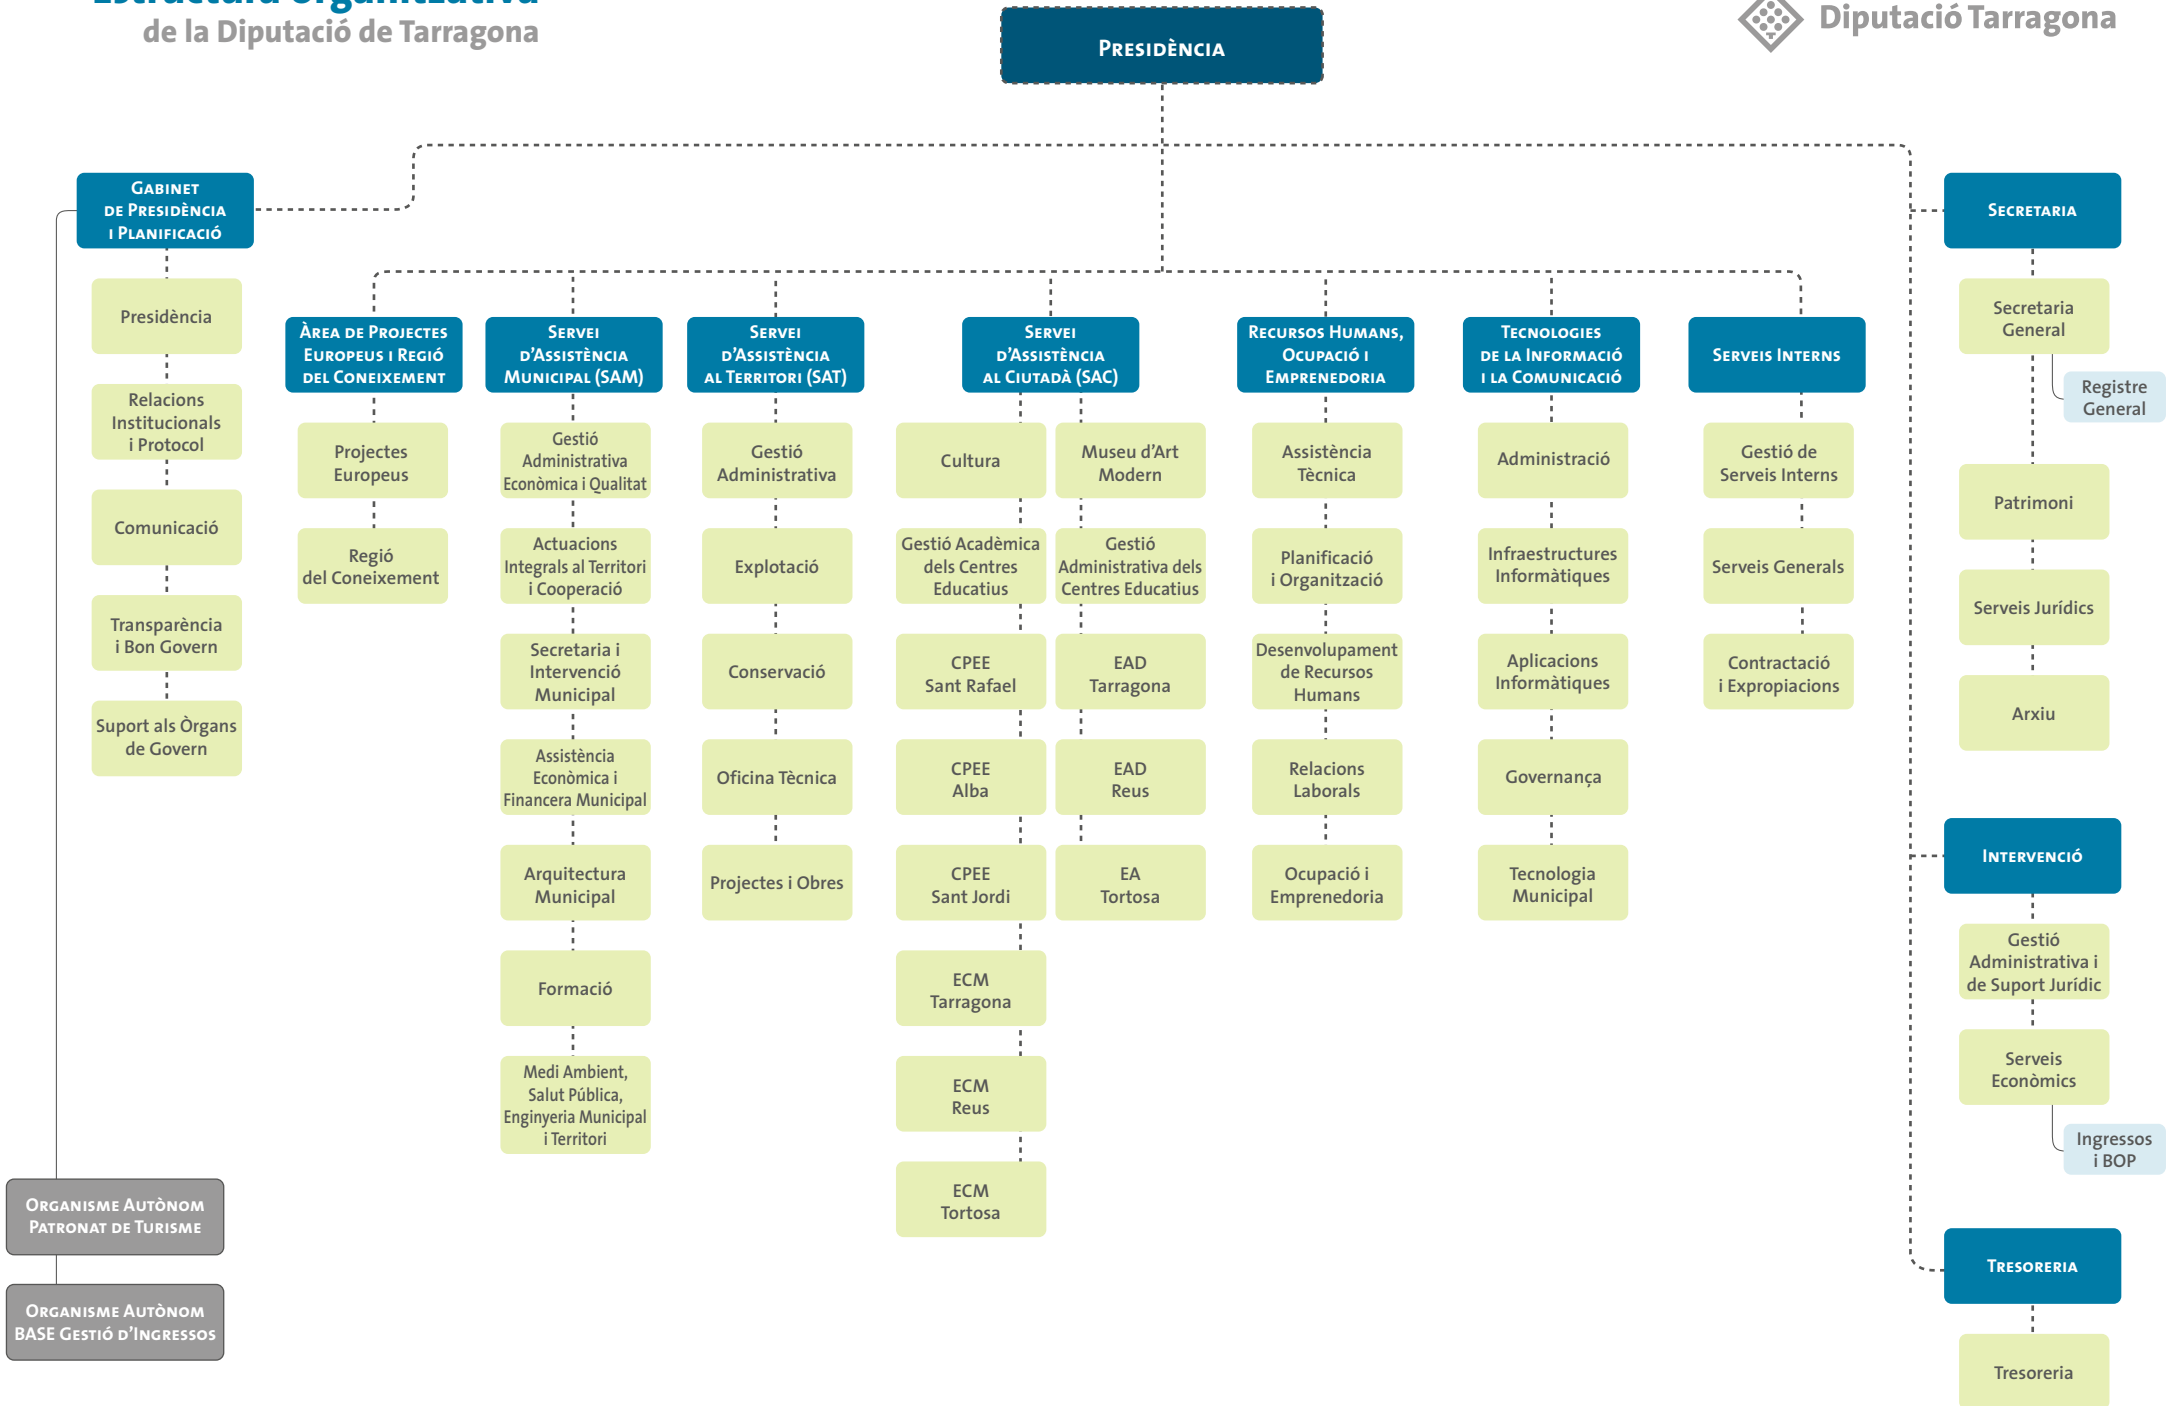 Estructura organitzativa
de la Diputació de Tarragona
Diputació Tarragona
PRESIDÈNCIA
GABINET
DE PRESIDÈNCIA
I PLANIFICACIÓ
Presidència
Relacions
Institucionals
i Protocol
Comunicació
Transparència
i Bon Govern
Suport als Òrgans
de Govern
ORGANISME AUTÒNOM
PATRONAT DE TURISME
ORGANISME AUTÒNOM
BASE GESTIÓ D'INGRESSOS
ÀREA DE PROJECTES
EUROPEUS I REGIÓ
DEL CONEIXEMENT
Projectes
Europeus
Regió
del Coneixement
SERVEI
D'ASSISTÈNCIA
MUNICIPAL (SAM)
Gestió
Administrativa
Econòmica i Qualitat
Actuacions
Integrals al Territori
i Cooperació
Secretaria i
Intervenció
Municipal
Assistència
Econòmica i
Financera Municipal
Arquitectura
Municipal
Formació
Medi Ambient,
Salut Pública,
Enginyeria Municipal
i Territori
SERVEI
D'ASSISTÈNCIA
AL TERRITORI (SAT)
Gestió
Administrativa
Explotació
Conservació
Oficina Tècnica
Projectes i Obres
SERVEI
D'ASSISTÈNCIA
AL CIUTADÀ (SAC)
Cultura
Gestió Acadèmica
dels Centres
Educatius
CPEE
Sant Rafael
CPEE
Alba
CPEE
Sant Jordi
ECM
Tarragona
ECM
Reus
ECM
Tortosa
Museu d'Art
Modern
Gestió
Administrativa dels
Centres Educatius
EAD
Tarragona
EAD
Reus
EA
Tortosa
RECURSOS HUMANS,
OCUPACIÓ I
EMPRENEDORIA
Assistència
Tècnica
Planificació
i Organització
Desenvolupament
de Recursos
Humans
Relacions
Laborals
Ocupació i
Emprenedoria
TECNOLOGIES
DE LA INFORMACIÓ
I LA COMUNICACIÓ
Administració
Infraestructures
Informàtiques
Aplicacions
Informàtiques
Governança
Tecnologia
Municipal
SERVEIS INTERNS
Gestió de
Serveis Interns
Serveis Generals
Contractació
i Expropiacions
SECRETARIA
Secretaria
General
Registre
General
Patrimoni
Serveis Jurídics
Arxiu
INTERVENCIÓ
Gestió
Administrativa i
de Suport Jurídic
Serveis
Econòmics
Ingressos
i BOP
TRESORERIA
Tresoreria